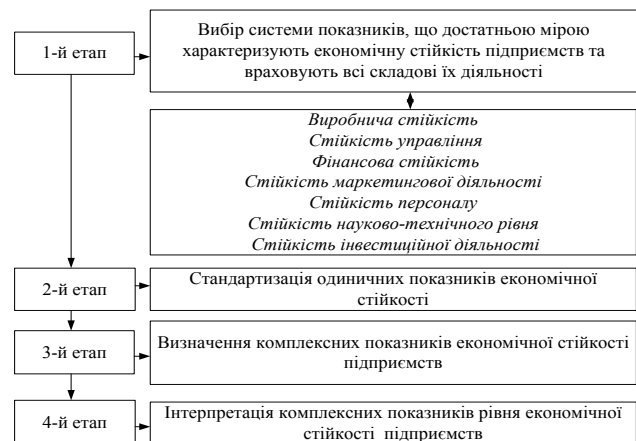 1-й етап
Вибір системи показників, що достатньою мірою
характеризують економічну стійкість підприємств та
враховують всі складові їх діяльності
Виробнича стійкість
Стійкість управління
Фінансова стійкість
Стійкість маркетингової діяльності
Стійкість персоналу
Стійкість науково-технічного рівня
Стійкість інвестиційної діяльності
2-й етап
Стандартизація одиничних показників економічної
стійкості
3-й етап
Визначення комплексних показників економічної стійкості
підприємств
4-й етап
Інтерпретація комплексних показників рівня економічної
стійкості підприємств